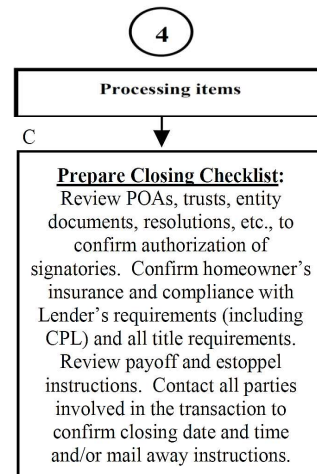 4
Processing items
C
Prepare Closing Checklist:
Review POAs, trusts, entity
documents, resolutions, etc., to
confirm authorization of
signatories.  Confirm homeowner’s
insurance and compliance with
Lender’s requirements (including
CPL) and all title requirements.
Review payoff and estoppel
instructions.  Contact all parties
involved in the transaction to
confirm closing date and time
and/or mail away instructions.